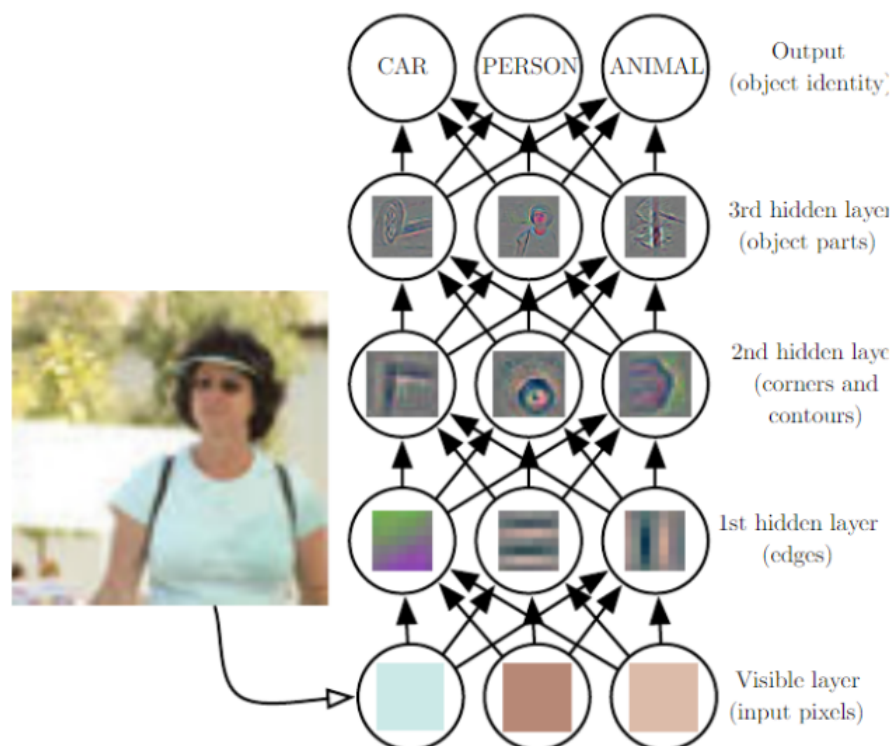 CAR PERSON ANIMAL
Output
(object identity)
3rd hidden layer
(object parts)
2nd hidden laye
(corners and
contours)
1st hidden layer
(edges)
Visible layer
(input pixels)